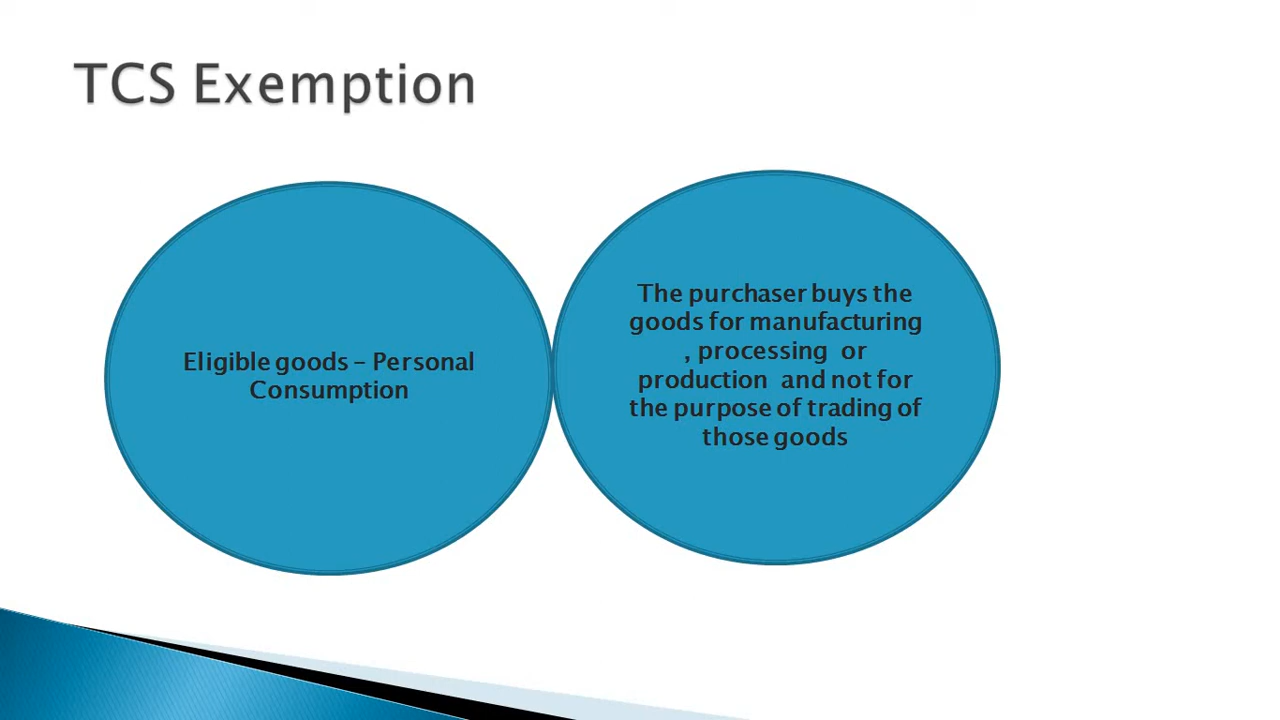 TCS Exemption
Eligible goods – Personal
Consumption
The purchaser buys the
goods for manufacturing
, processing or
production and not for
the purpose of trading of
those goods